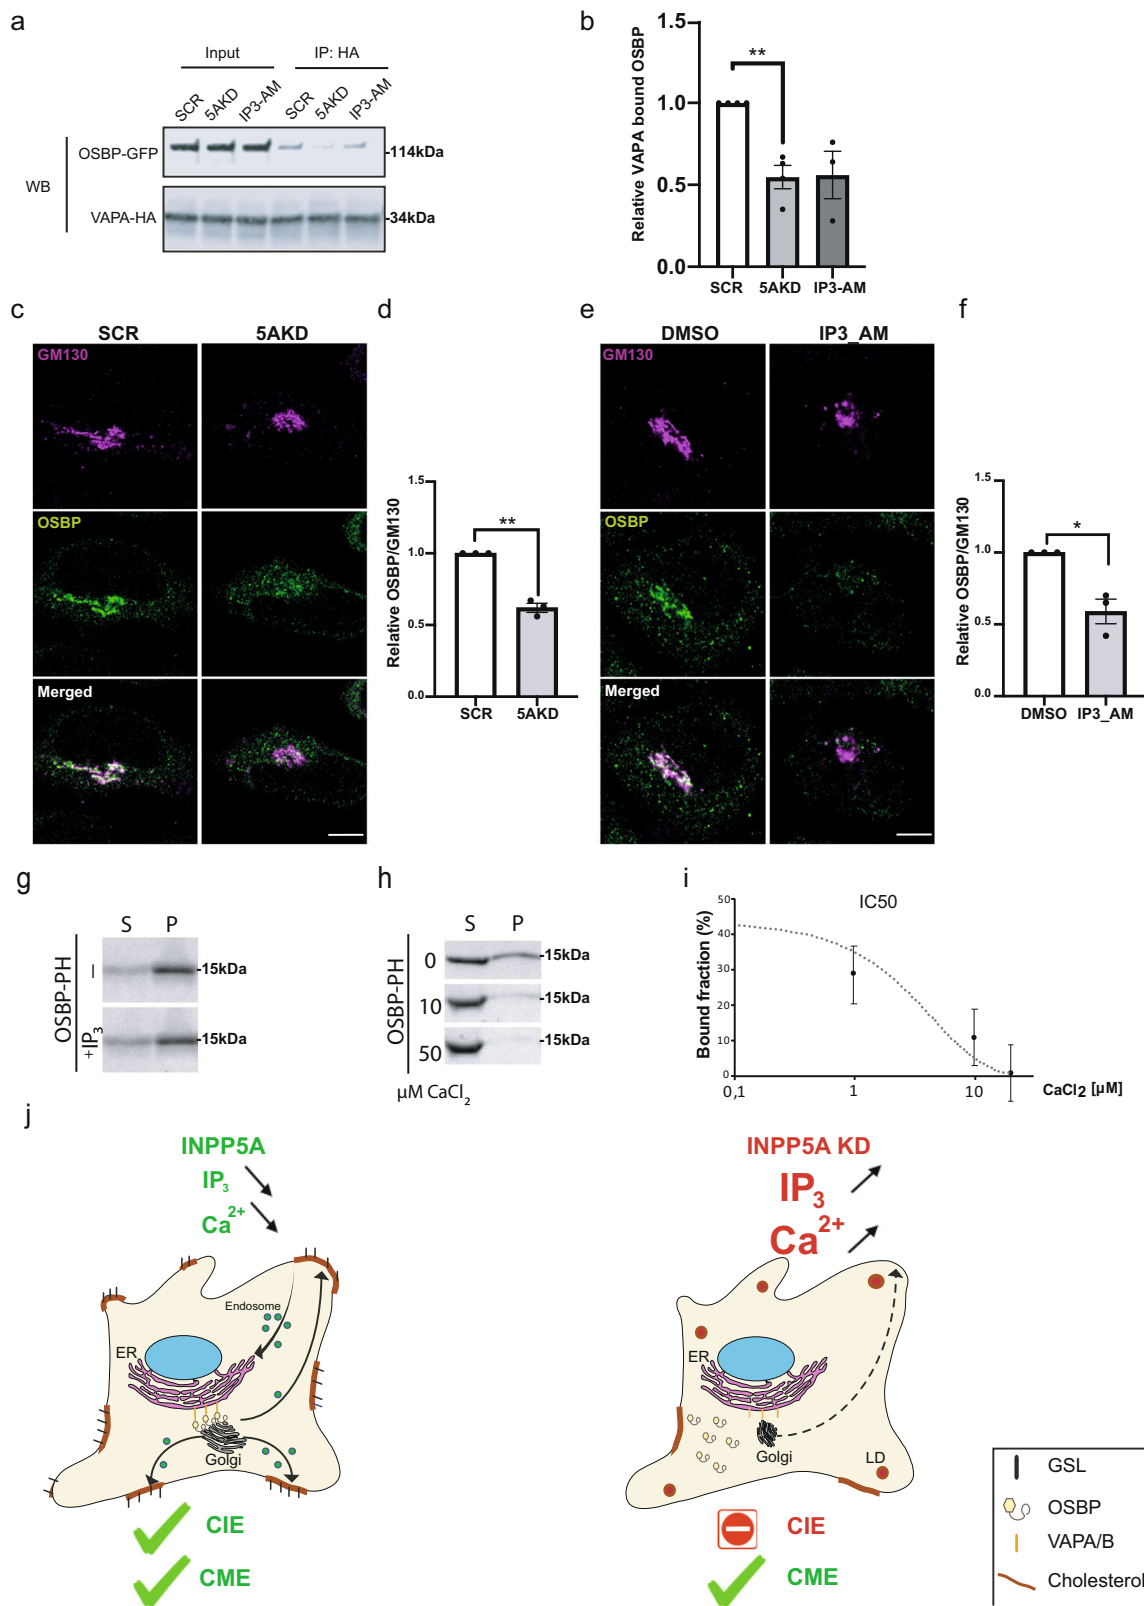 a
Input
IP: HA
SCR
5AKD
IP3-AM
SCR
5AKD
IP3-AM
WB
OSBP-GFP
-114kDa
VAPA-HA
-34kDa
b
Relative VAPA bound OSBP
1.5
1.0
0.5
0.0
**
SCR
5AKD
IP3-AM
c
SCR
5AKD
GM130
OSBP
Merged
d
Relative OSBP/GM130
1.5
1.0
0.5
0.0
**
SCR
5AKD
e
DMSO
IP3_AM
GM130
OSBP
Merged
f
Relative OSBP/GM130
1.5
1.0
0.5
0.0
*
DMSO
IP3_AM
g
S P
OSBP-PH
–
-15kDa
+IP3
-15kDa
h
S P
OSBP-PH
0
-15kDa
10
-15kDa
50
-15kDa
µM CaCl2
i
IC50
Bound fraction (%)
50
40
30
20
10
0
0,1
1
10
CaCl2 [µM]
j
INPP5A
IP3
Ca2+
Endosome
ER
Golgi
CIE
CME
INPP5A KD
IP3
Ca2+
ER
Golgi
LD
CIE
CME
GSL
OSBP
VAPA/B
Cholesterol